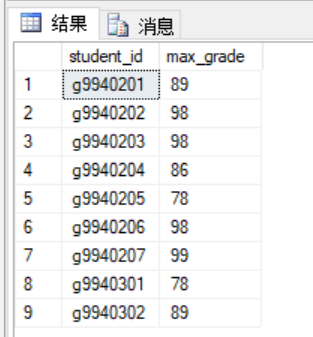 结果 消息
student_id max_grade
1 g9940201 89
2 g9940202 98
3 g9940203 98
4 g9940204 86
5 g9940205 78
6 g9940206 98
7 g9940207 99
8 g9940301 78
9 g9940302 89